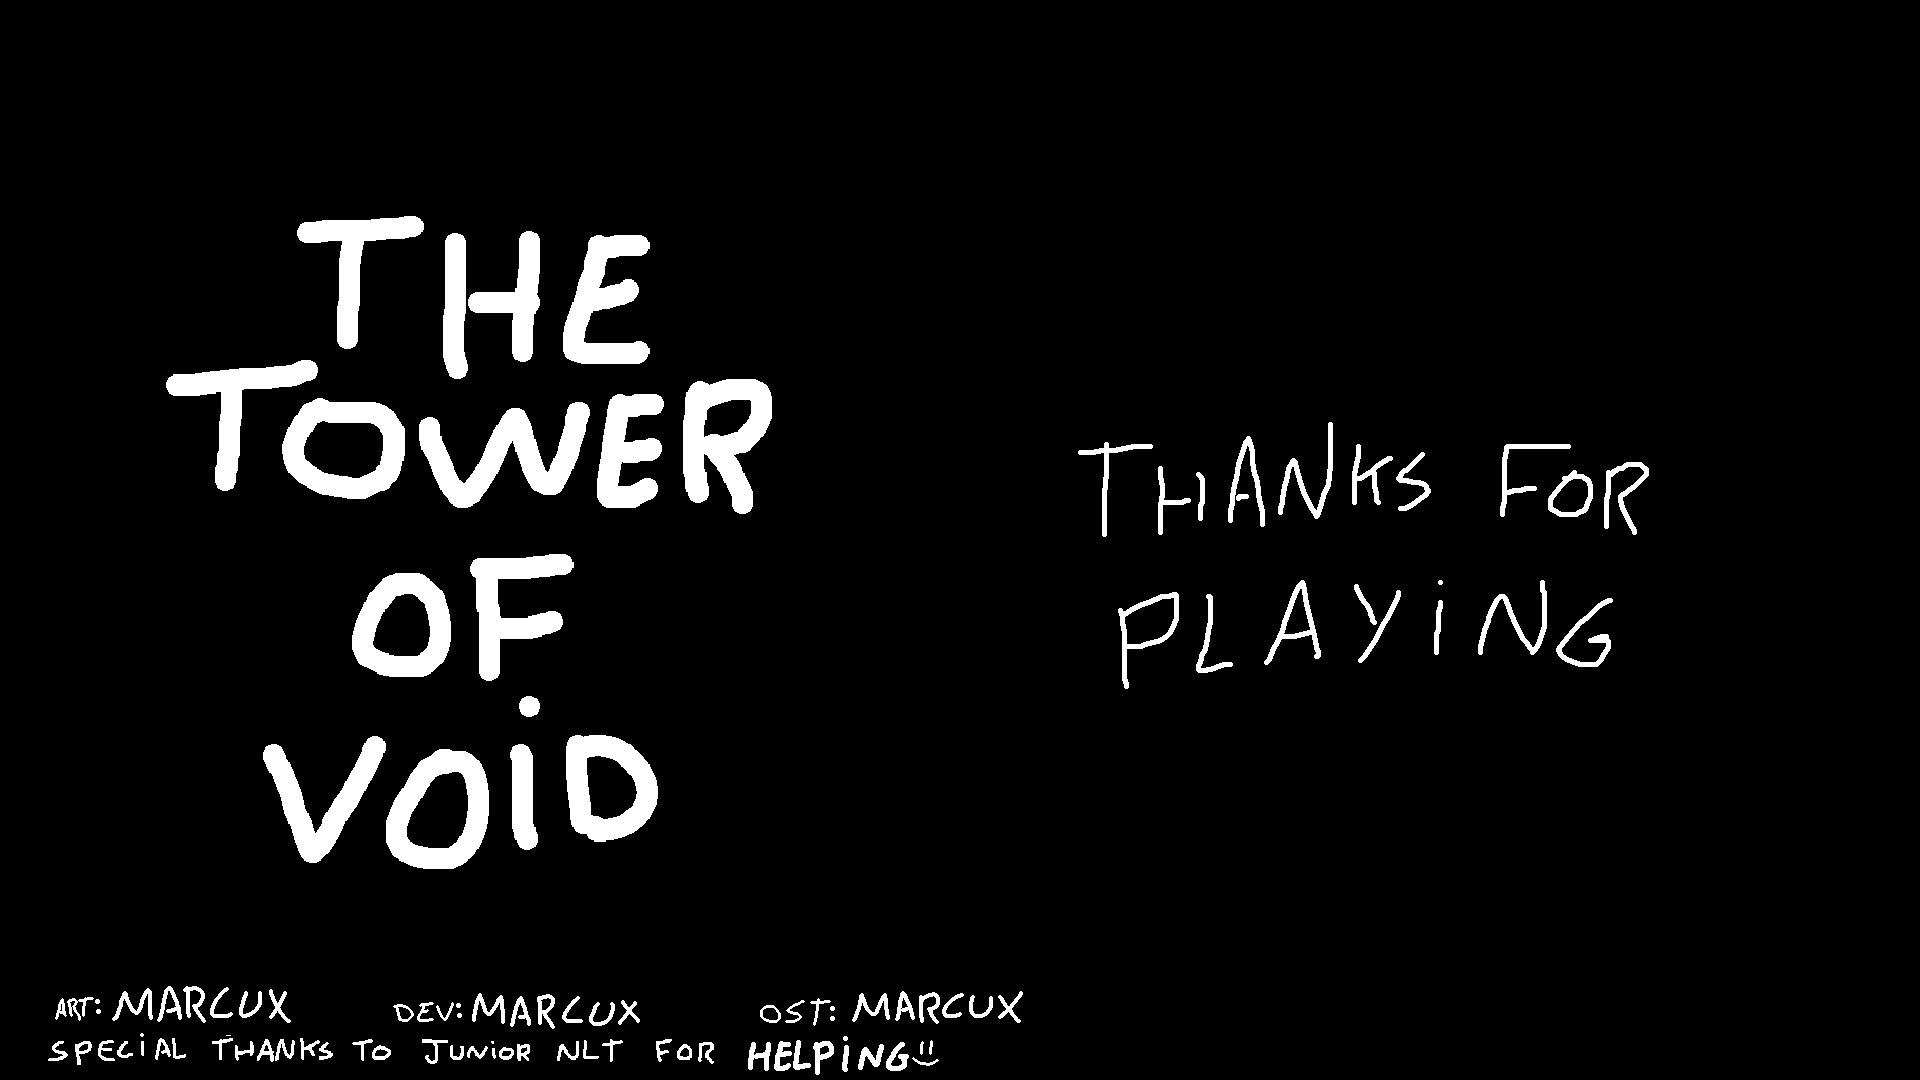 THE
TOWER
OF
VOiD
THANKS FOR
PLAYiNG
ART: MARCUX DEV: MARCUX OST: MARCUX
SPECiAL THANKS TO JUNiOR NLT FOR HELPiNG